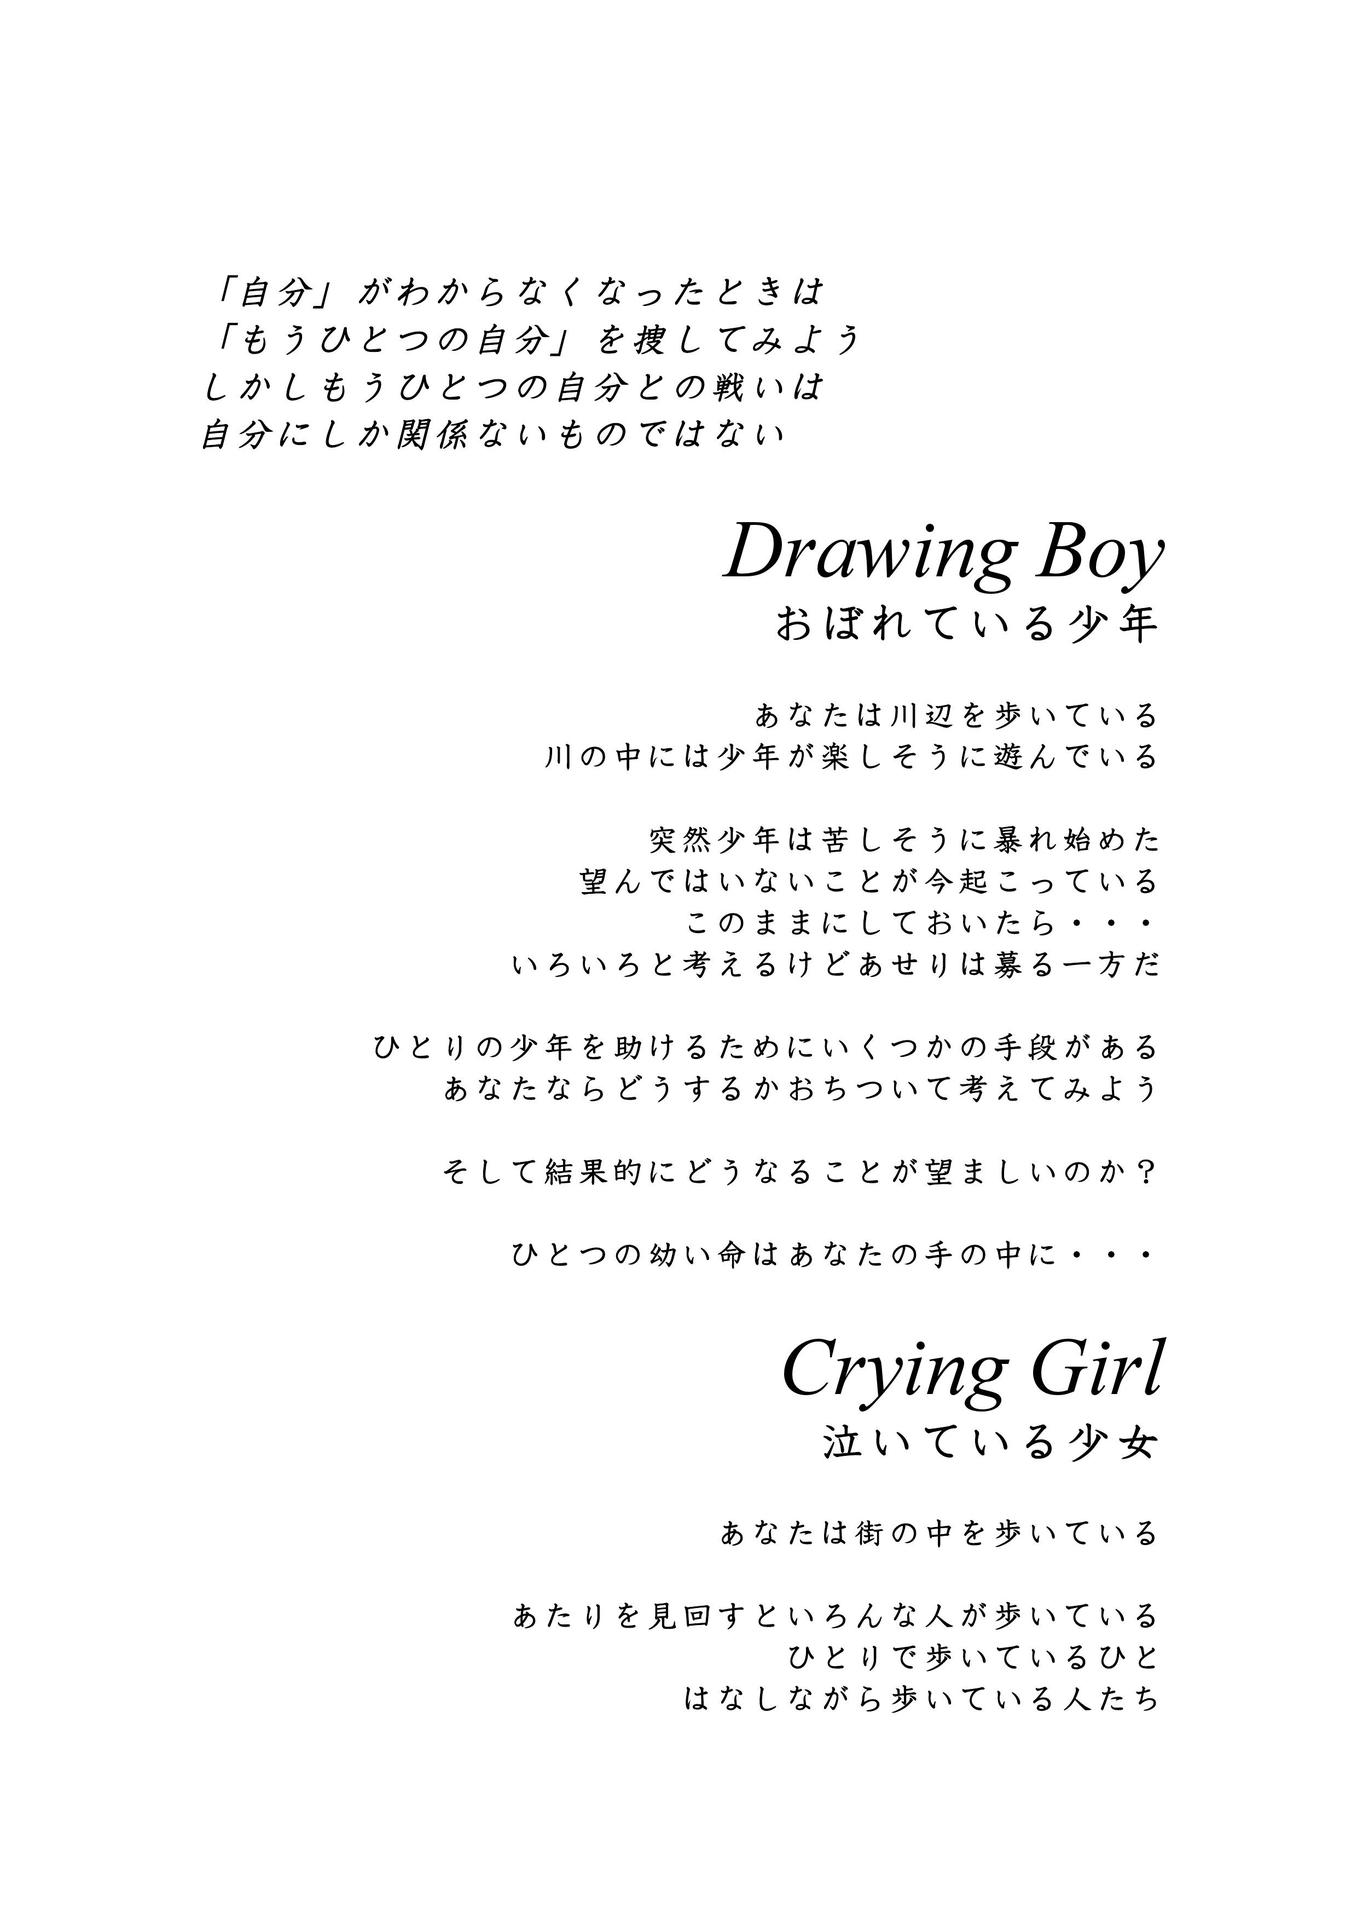 「自分」がわからなくなったときは
「もうひとつの自分」を捜してみよう
しかしもうひとつの自分との戦いは
自分にしか関係ないものではない
Drawing Boy
おぼれている少年
あなたは川辺を歩いている
川の中には少年が楽しそうに遊んでいる
突然少年は苦しそうに暴れ始めた
望んではいないことが今起こっている
このままにしておいたら・・・
いろいろと考えるけどあせりは募る一方だ
ひとりの少年を助けるためにいくつかの手段がある
あなたならどうするかおちついて考えてみよう
そして結果的にどうなることが望ましいのか？
ひとつの幼い命はあなたの手の中に・・・
Crying Girl
泣いている少女
あなたは街の中を歩いている
あたりを見回すといろんな人が歩いている
ひとりで歩いているひと
はなしながら歩いている人たち